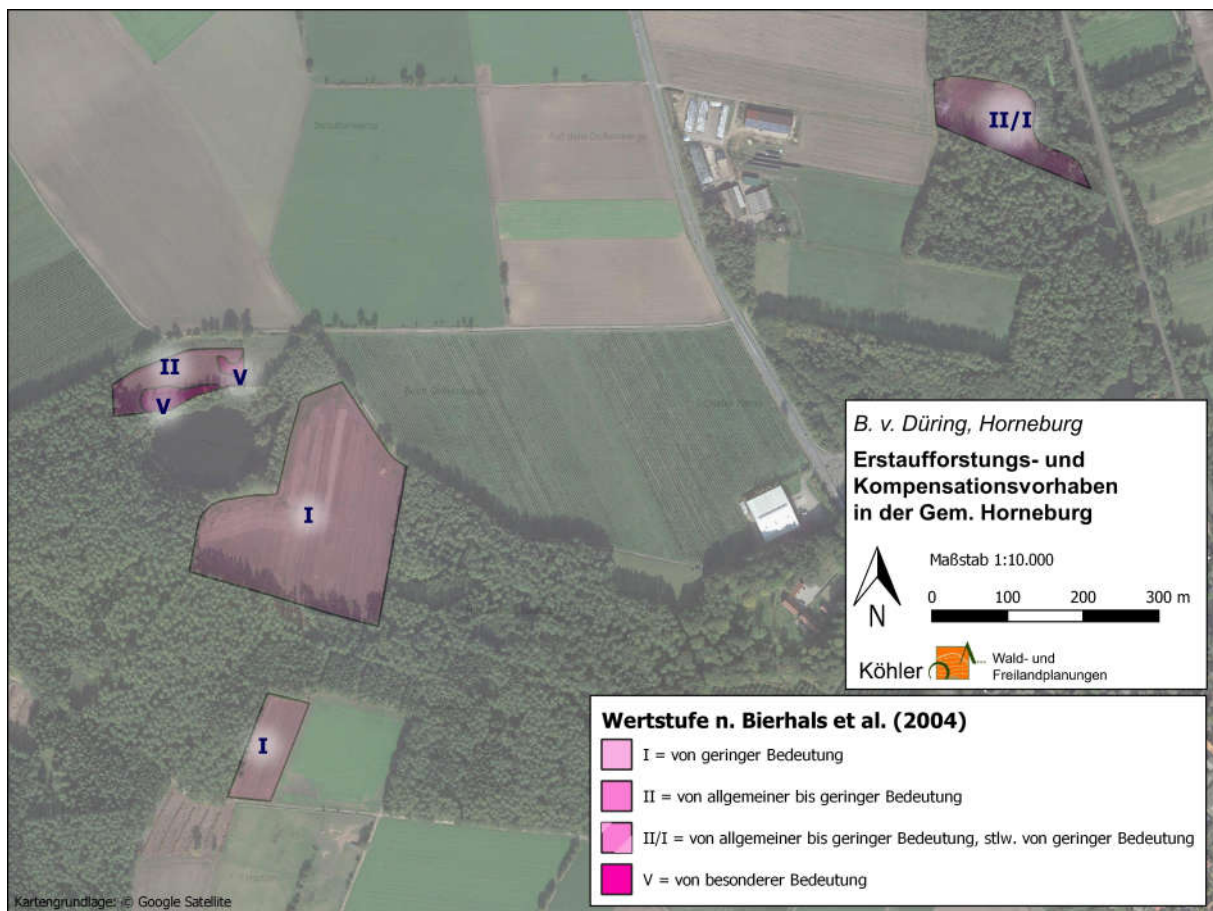 II/I
II
V
V
I
I
B. v. Düring, Horneburg
Erstaufforstungs- und
Kompensationsvorhaben
in der Gem. Horneburg
Maßstab 1:10.000
0 100 200 300 m
N
Köhler
Wald- und
Freilandplanungen
Wertstufe n. Bierhals et al. (2004)
I = von geringer Bedeutung
II = von allgemeiner bis geringer Bedeutung
II/I = von allgemeiner bis geringer Bedeutung, stlw. von geringer Bedeutung
V = von besonderer Bedeutung
Kartengrundlage: © Google Satellite